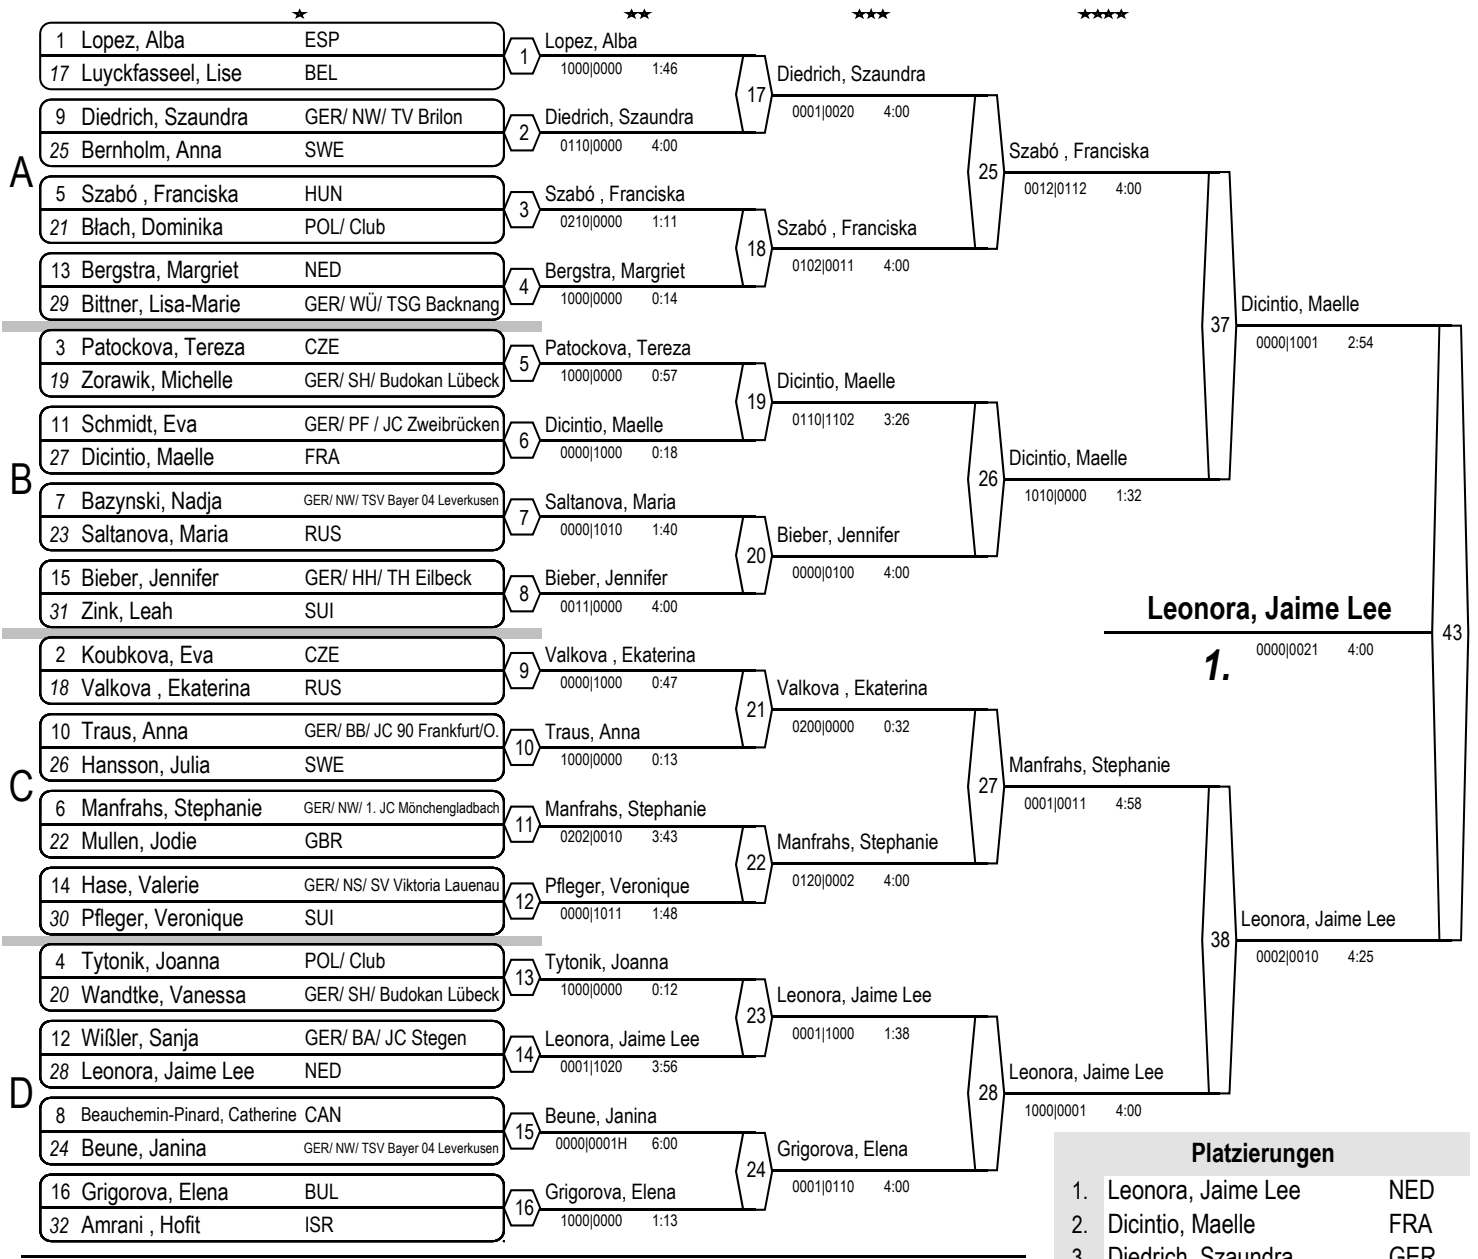 ★ ★★ ★★★ ★★★★
A
1 Lopez, Alba ESP
17 Luyckfasseel, Lise BEL
9 Diedrich, Szaundra GER/ NW/ TV Brilon
25 Bernholm, Anna SWE
5 Szabó , Franciska HUN
21 Błach, Dominika POL/ Club
13 Bergstra, Margriet NED
29 Bittner, Lisa-Marie GER/ WÜ/ TSG Backnang
B
3 Patockova, Tereza CZE
19 Zorawik, Michelle GER/ SH/ Budokan Lübeck
11 Schmidt, Eva GER/ PF / JC Zweibrücken
27 Dicintio, Maelle FRA
7 Bazynski, Nadja GER/ NW/ TSV Bayer 04 Leverkusen
23 Saltanova, Maria RUS
15 Bieber, Jennifer GER/ HH/ TH Eilbeck
31 Zink, Leah SUI
C
2 Koubkova, Eva CZE
18 Valkova , Ekaterina RUS
10 Traus, Anna GER/ BB/ JC 90 Frankfurt/O.
26 Hansson, Julia SWE
6 Manfrahs, Stephanie GER/ NW/ 1. JC Mönchengladbach
22 Mullen, Jodie GBR
14 Hase, Valerie GER/ NS/ SV Viktoria Lauenau
30 Pfleger, Veronique SUI
D
4 Tytonik, Joanna POL/ Club
20 Wandtke, Vanessa GER/ SH/ Budokan Lübeck
12 Wißler, Sanja GER/ BA/ JC Stegen
28 Leonora, Jaime Lee NED
8 Beauchemin-Pinard, Catherine CAN
24 Beune, Janina GER/ NW/ TSV Bayer 04 Leverkusen
16 Grigorova, Elena BUL
32 Amrani , Hofit ISR
1 Lopez, Alba
1000|0000 1:46
2 Diedrich, Szaundra
0110|0000 4:00
3 Szabó , Franciska
0210|0000 1:11
4 Bergstra, Margriet
1000|0000 0:14
5 Patockova, Tereza
1000|0000 0:57
6 Dicintio, Maelle
0000|1000 0:18
7 Saltanova, Maria
0000|1010 1:40
8 Bieber, Jennifer
0011|0000 4:00
9 Valkova , Ekaterina
0000|1000 0:47
10 Traus, Anna
1000|0000 0:13
11 Manfrahs, Stephanie
0202|0010 3:43
12 Pfleger, Veronique
0000|1011 1:48
13 Tytonik, Joanna
1000|0000 0:12
14 Leonora, Jaime Lee
0001|1020 3:56
15 Beune, Janina
0000|0001H 6:00
16 Grigorova, Elena
1000|0000 1:13
17 Diedrich, Szaundra
0001|0020 4:00
18 Szabó , Franciska
0102|0011 4:00
19 Dicintio, Maelle
0110|1102 3:26
20 Bieber, Jennifer
0000|0100 4:00
21 Valkova , Ekaterina
0200|0000 0:32
22 Manfrahs, Stephanie
0120|0002 4:00
23 Leonora, Jaime Lee
0001|1000 1:38
24 Grigorova, Elena
0001|0110 4:00
25 Szabó , Franciska
0012|0112 4:00
26 Dicintio, Maelle
1010|0000 1:32
27 Manfrahs, Stephanie
0001|0011 4:58
28 Leonora, Jaime Lee
1000|0001 4:00
37 Dicintio, Maelle
0000|1001 2:54
38 Leonora, Jaime Lee
0002|0010 4:25
43 Leonora, Jaime Lee
1. 0000|0021 4:00
Platzierungen
1. Leonora, Jaime Lee NED
2. Dicintio, Maelle FRA
3. Diedrich, Szaundra GER